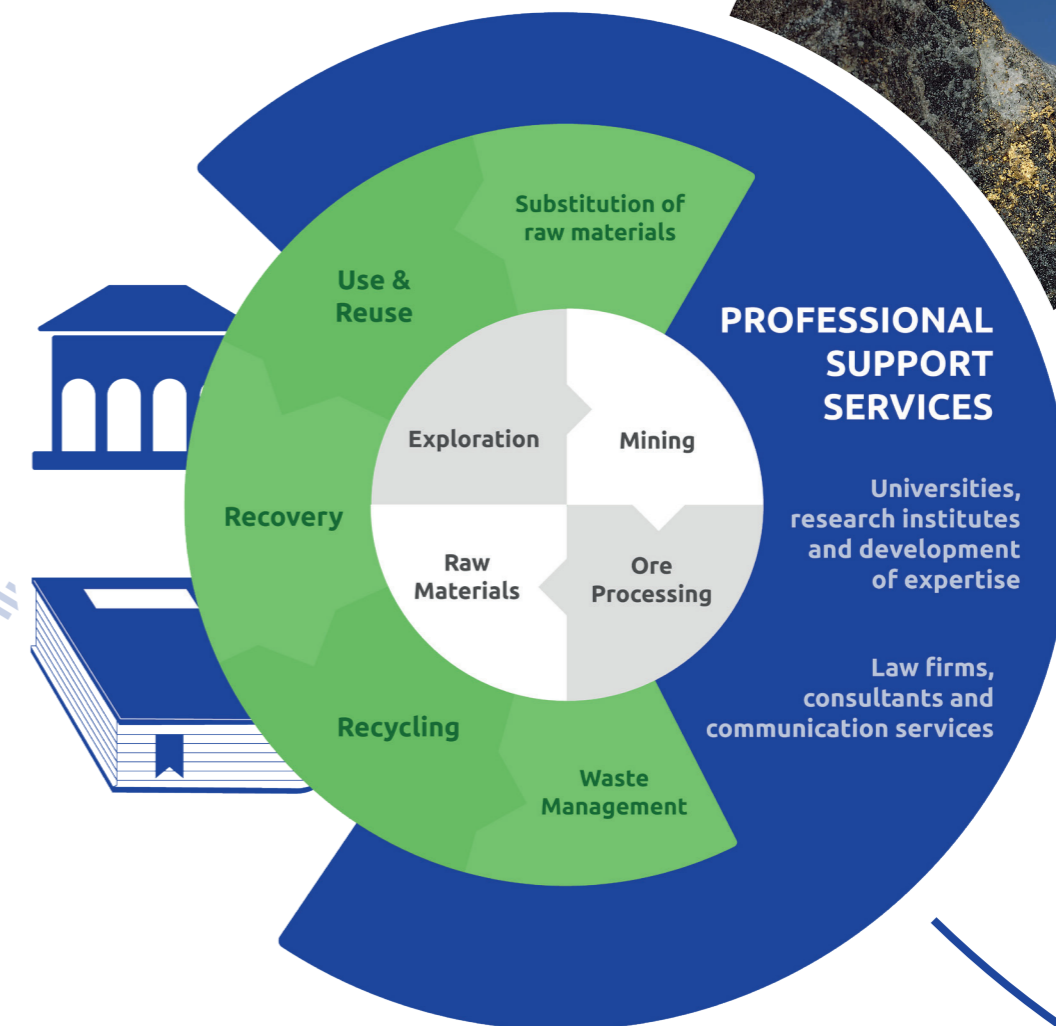 Substitution of
raw materials
Use &
Reuse
Recovery
Recycling
Waste
Management
Exploration
Mining
Raw
Materials
Ore
Processing
PROFESSIONAL
SUPPORT
SERVICES
Universities,
research institutes
and development
of expertise
Law firms,
consultants and
communication services